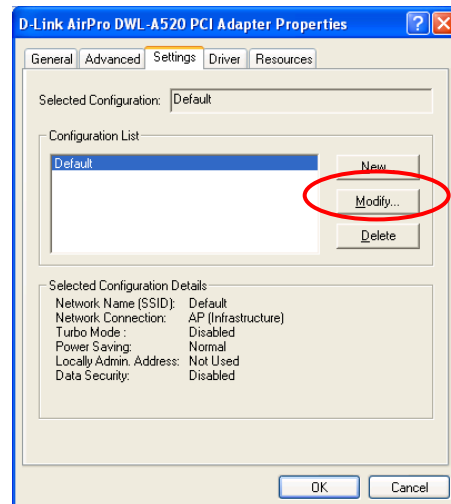 D-Link AirPro DWL-A520 PCI Adapter Properties
General Advanced Settings Driver Resources
Selected Configuration: Default
Configuration List
Default
New...
Modify...
Delete
Selected Configuration Details
Network Name (SSID): Default
Network Connection: AP (Infrastructure)
Turbo Mode : Disabled
Power Saving: Normal
Locally Admin. Address: Not Used
Data Security: Disabled
OK Cancel